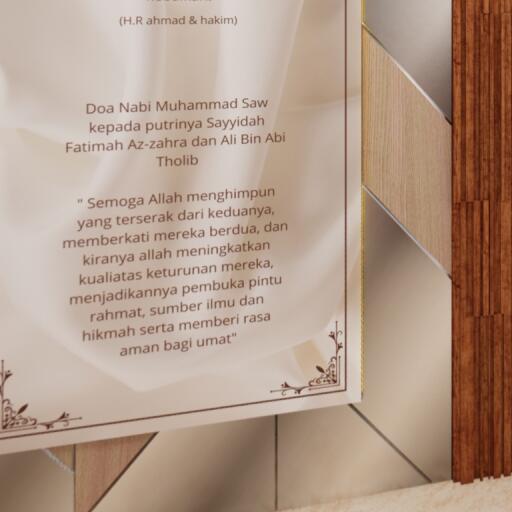 (H.R ahmad & hakim)
Doa Nabi Muhammad Saw
kepada putrinya Sayyidah
Fatimah Az-zahra dan Ali Bin Abi
Tholib
" Semoga Allah menghimpun
yang terserak dari keduanya,
memberkati mereka berdua, dan
kiranya allah meningkatkan
kualiatas keturunan mereka,
menjadikannya pembuka pintu
rahmat, sumber ilmu dan
hikmah serta memberi rasa
aman bagi umat"